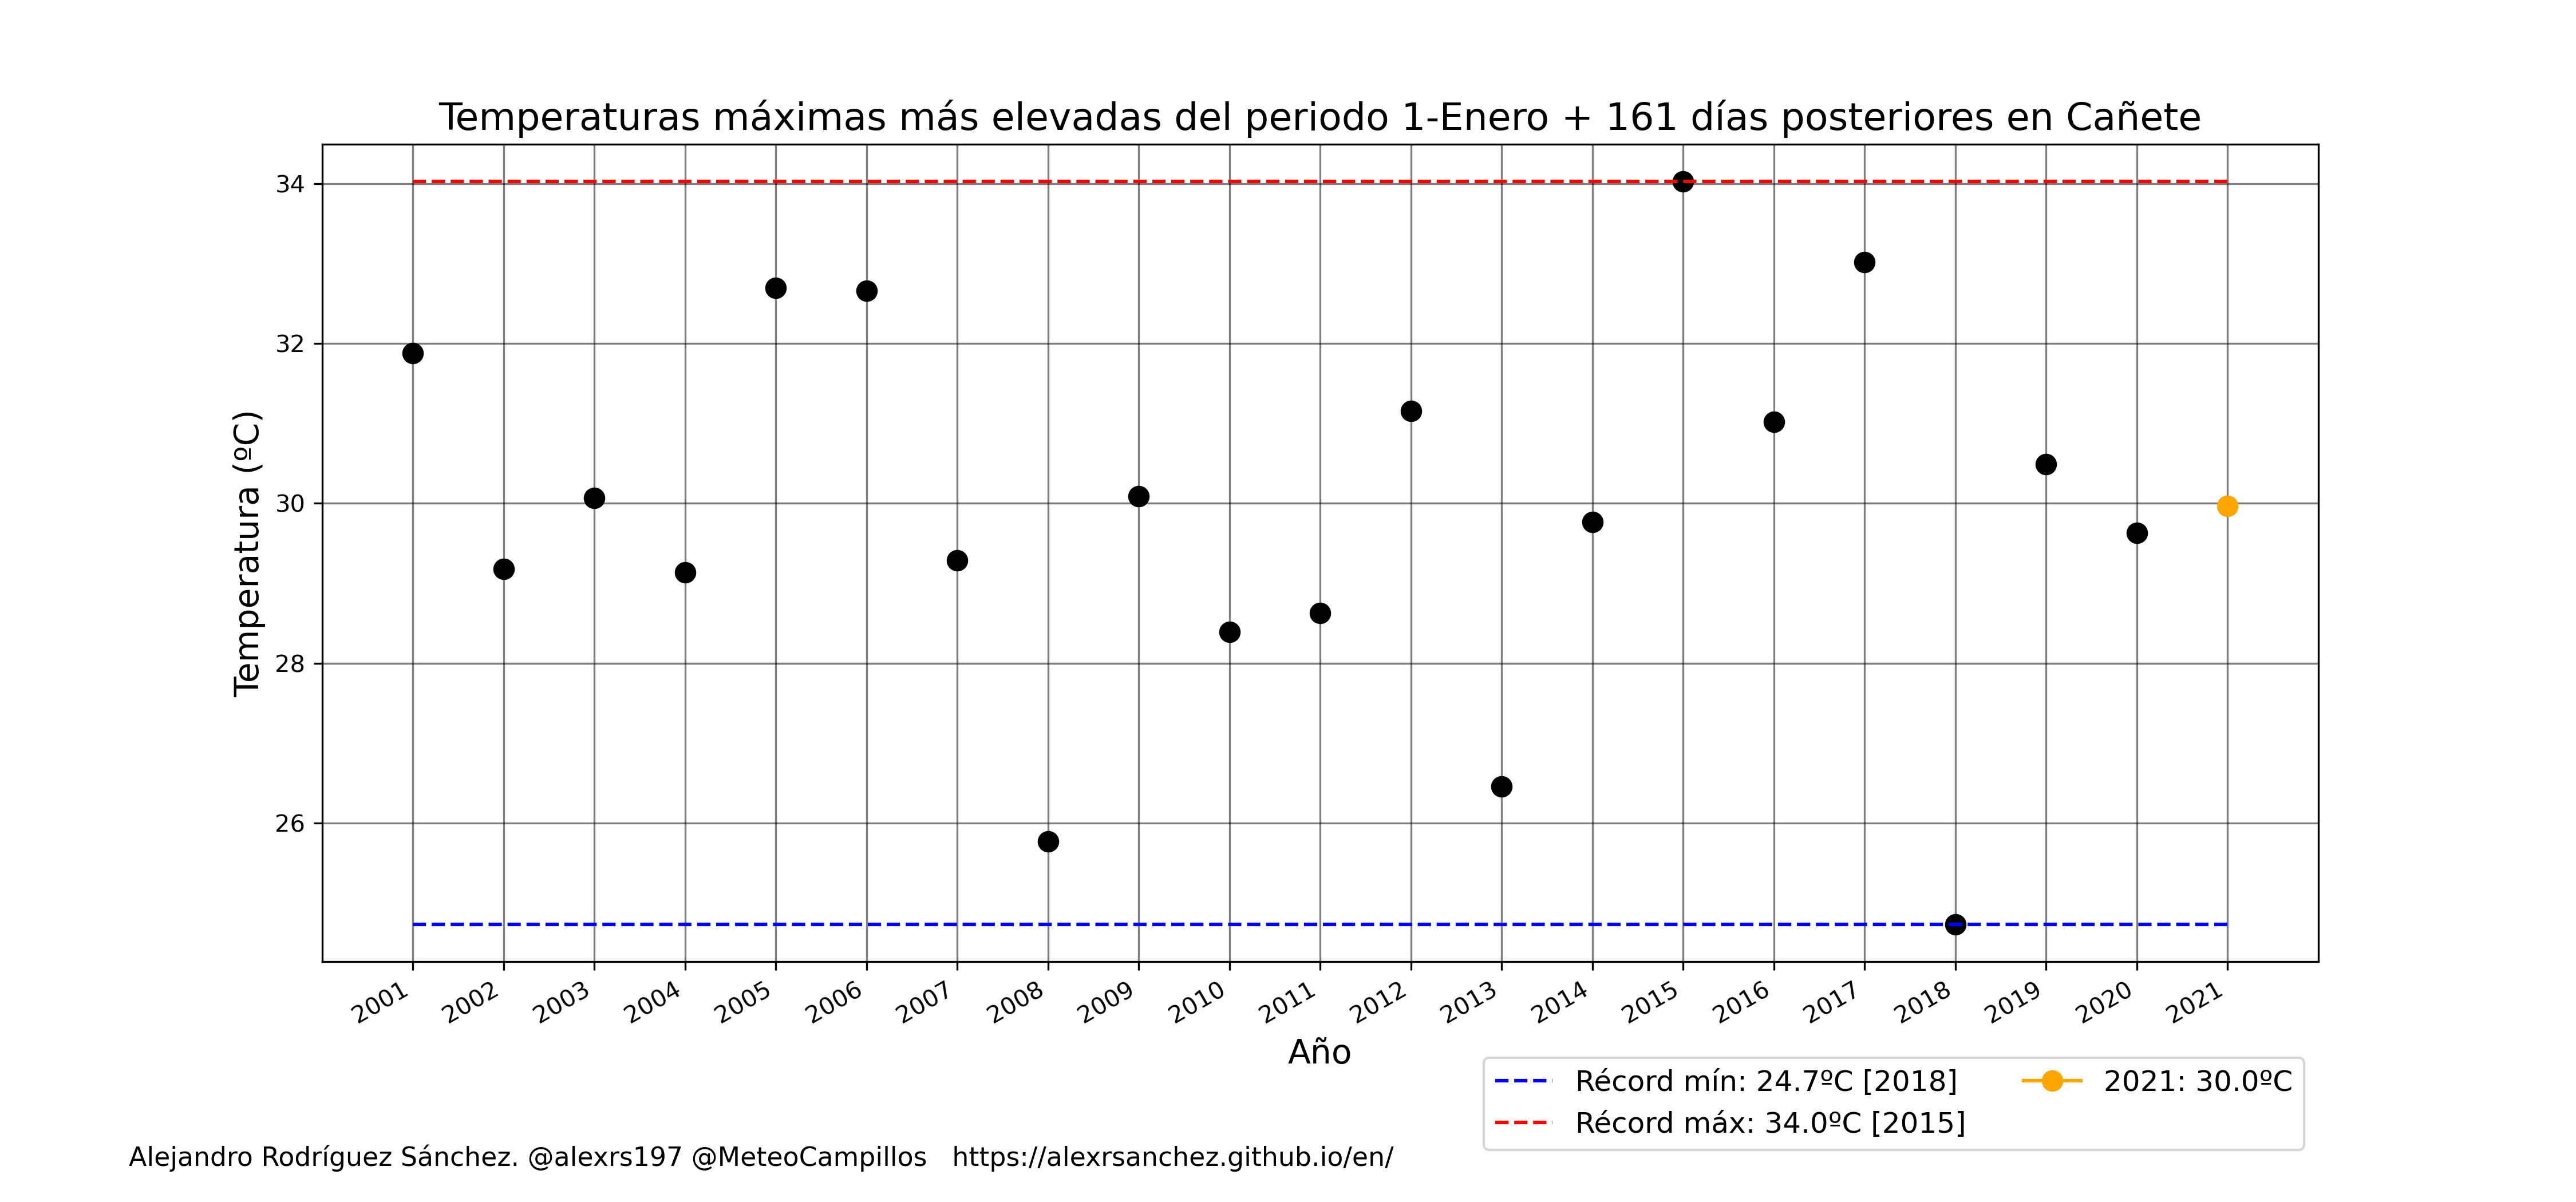 Temperaturas máximas más elevadas del periodo 1-Enero + 161 días posteriores en Cañete
Temperatura (ºC)
34
32
30
28
26
2001 2002 2003 2004 2005 2006 2007 2008 2009 2010 2011 2012 2013 2014 2015 2016 2017 2018 2019 2020 2021
Año
Récord mín: 24.7ºC [2018]
Récord máx: 34.0ºC [2015]
2021: 30.0ºC
Alejandro Rodríguez Sánchez. @alexrs197 @MeteoCampillos https://alexrsanchez.github.io/en/